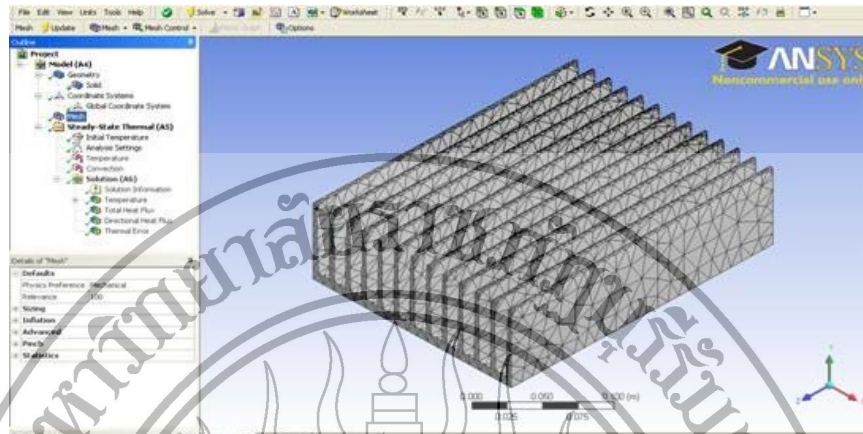 File Edit View Units Tools Help Solve Worksheet
Mesh Update Mesh Mesh Control Options
Outline
Project
Model (A4)
Geometry
Solid
Coordinate Systems
Global Coordinate System
Mesh
Steady-State Thermal (A5)
Initial Temperature
Analysis Settings
Temperature
Convection
Solution (A6)
Solution Information
Temperature
Total Heat Flux
Directional Heat Flux
Thermal Error
Details of "Mesh"
Defaults
Physics Preference Mechanical
Relevance 100
Sizing
Inflation
Advanced
Pinch
Statistics
ANSYS
Noncommercial use only
0.000 0.050 0.100 (m)
0.025 0.075
Y
Z